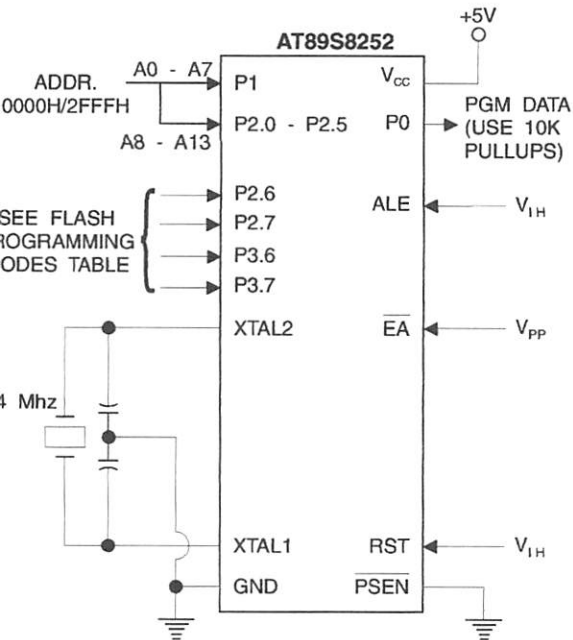 +5V
AT89S8252
A0 - A7
P1
VCC
ADDR.
0000H/2FFFH
P2.0 - P2.5
P0
PGM DATA
(USE 10K
PULLUPS)
A8 - A13
P2.6
ALE
VIH
SEE FLASH
ROGRAMMING
ODES TABLE
P2.7
P3.6
P3.7
XTAL2
EA
VPP
4 Mhz
XTAL1
RST
VIH
GND
PSEN